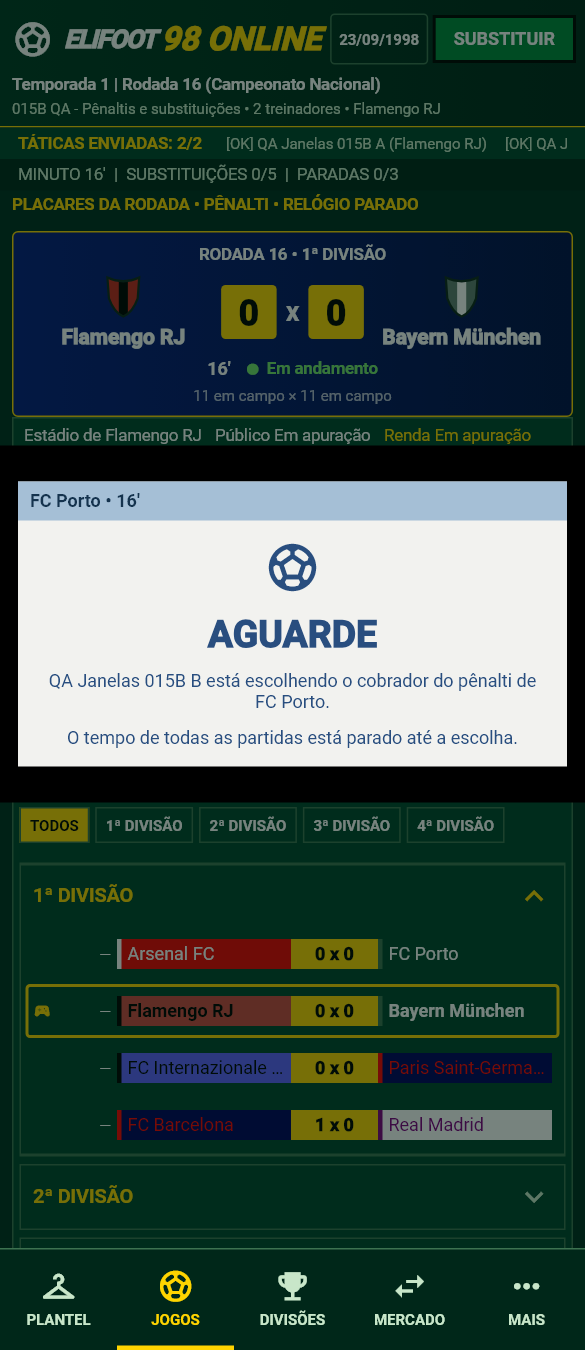 ELIFOOT 98 ONLINE
23/09/1998
SUBSTITUIR
Temporada 1 | Rodada 16 (Campeonato Nacional)
015B QA - Pênaltis e substituições • 2 treinadores • Flamengo RJ
TÁTICAS ENVIADAS: 2/2 [OK] QA Janelas 015B A (Flamengo RJ) [OK] QA J
MINUTO 16' | SUBSTITUIÇÕES 0/5 | PARADAS 0/3
PLACARES DA RODADA • PÊNALTI • RELÓGIO PARADO
RODADA 16 • 1ª DIVISÃO
0 x 0
Flamengo RJ
Bayern München
16' Em andamento
11 em campo × 11 em campo
Estádio de Flamengo RJ Público Em apuração Renda Em apuração
FC Porto • 16'
AGUARDE
QA Janelas 015B B está escolhendo o cobrador do pênalti de
FC Porto.
O tempo de todas as partidas está parado até a escolha.
TODOS 1ª DIVISÃO 2ª DIVISÃO 3ª DIVISÃO 4ª DIVISÃO
1ª DIVISÃO
– Arsenal FC 0 x 0 FC Porto
– Flamengo RJ 0 x 0 Bayern München
– FC Internazionale ... 0 x 0 Paris Saint-Germa...
– FC Barcelona 1 x 0 Real Madrid
2ª DIVISÃO
PLANTEL JOGOS DIVISÕES MERCADO MAIS